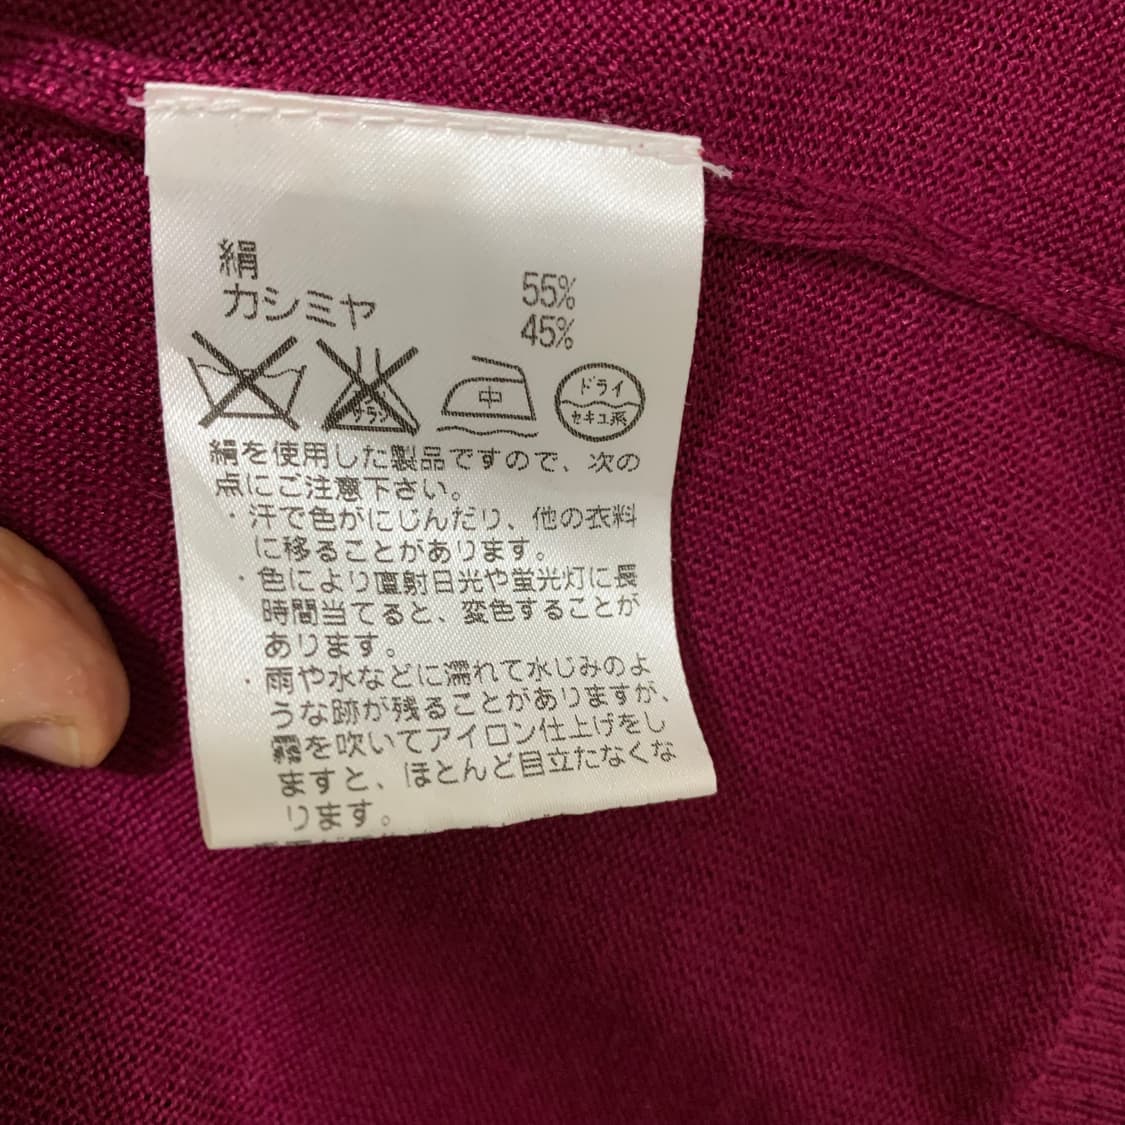 絹 55%
カシミヤ 45%
サラシ
中
ドライ
セキユ系
絹を使用した製品ですので、次の
点にご注意下さい。
・汗で色がにじんだり、他の衣料
に移ることがあります。
・色により直射日光や蛍光灯に長
時間当てると、変色することが
あります。
・雨や水などに濡れて水じみのよ
うな跡が残ることがありますが、
霧を吹いてアイロン仕上げをし
ますと、ほとんど目立たなくな
ります。